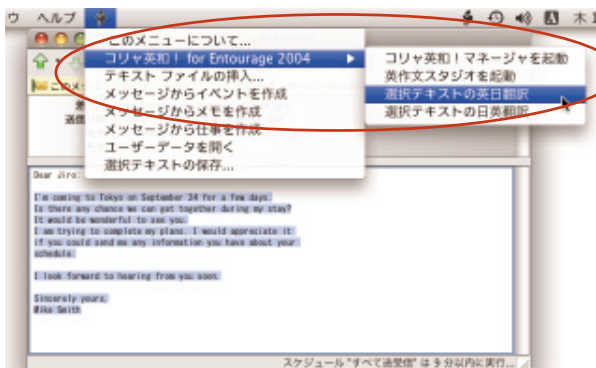 ウ ヘルプ
木
このメニューについて...
コリャ英和！for Entourage 2004
テキスト ファイルの挿入...
メッセージからイベントを作成
メッセージからメモを作成
メッセージから仕事を作成
ユーザーデータを開く
選択テキストの保存...
コリャ英和！マネージャを起動
英作文スタジオを起動
選択テキストの英日翻訳
選択テキストの日英翻訳
Dear Jiro:
I'm coming to Tokyo on September 24 for a few days.
Is there any chance we can get together during my stay?
It would be wonderful to see you.
I am trying to complete my plans. I would appreciate it
if you could send me any information you have about your
schedule.
I look forward to hearing from you soon.
Sincerely yours,
Mike Smith
スケジュール "すべて送受信" は 9 分以内に実行...